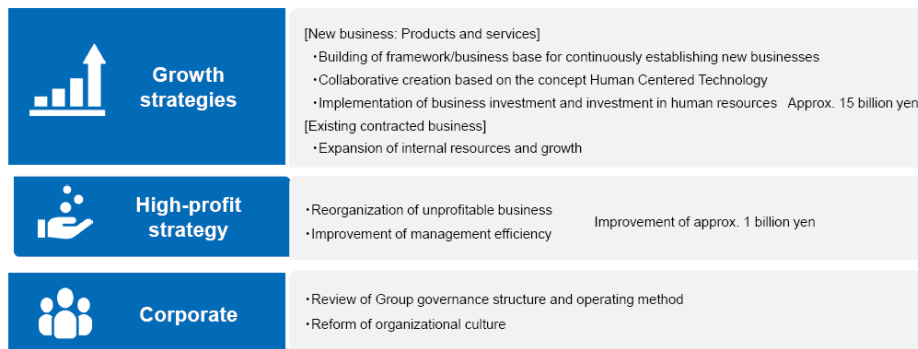 Growth
strategies
[New business: Products and services]
・Building of framework/business base for continuously establishing new businesses
・Collaborative creation based on the concept Human Centered Technology
・Implementation of business investment and investment in human resources   Approx. 15 billion yen
[Existing contracted business]
・Expansion of internal resources and growth
High-profit
strategy
・Reorganization of unprofitable business
・Improvement of management efficiency
Improvement of approx. 1 billion yen
Corporate
・Review of Group governance structure and operating method
・Reform of organizational culture